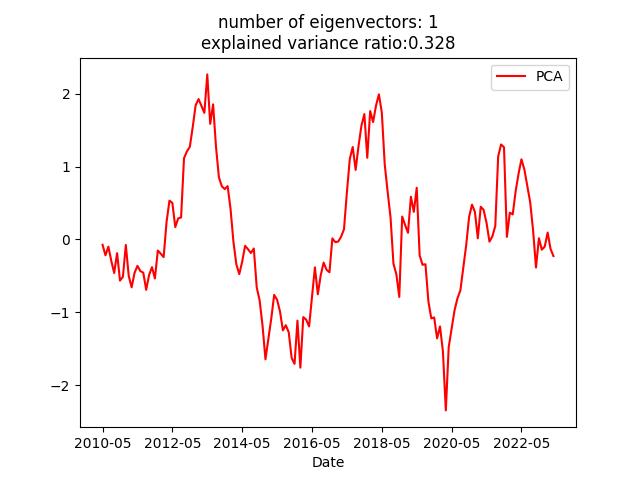 number of eigenvectors: 1
explained variance ratio:0.328
PCA
2
1
0
−1
−2
2010-05 2012-05 2014-05 2016-05 2018-05 2020-05 2022-05
Date